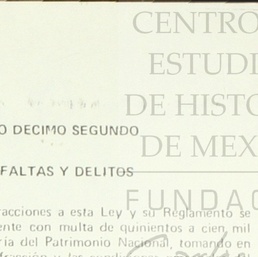 CENTRO
ESTUDI
DE HISTO
DE MEX
FUNDAC
O DECIMO SEGUNDO
FALTAS Y DELITOS
racciones a esta Ley y su Reglamento se
ente con multa de quinientos a cien mil
ría del Patrimonio Nacional, tomando en